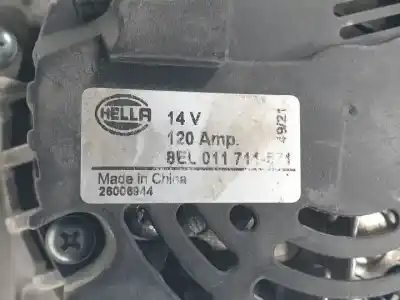 HELLA
14 V
120 Amp.
8EL 011 711-571
Made in China
26006944
49/21